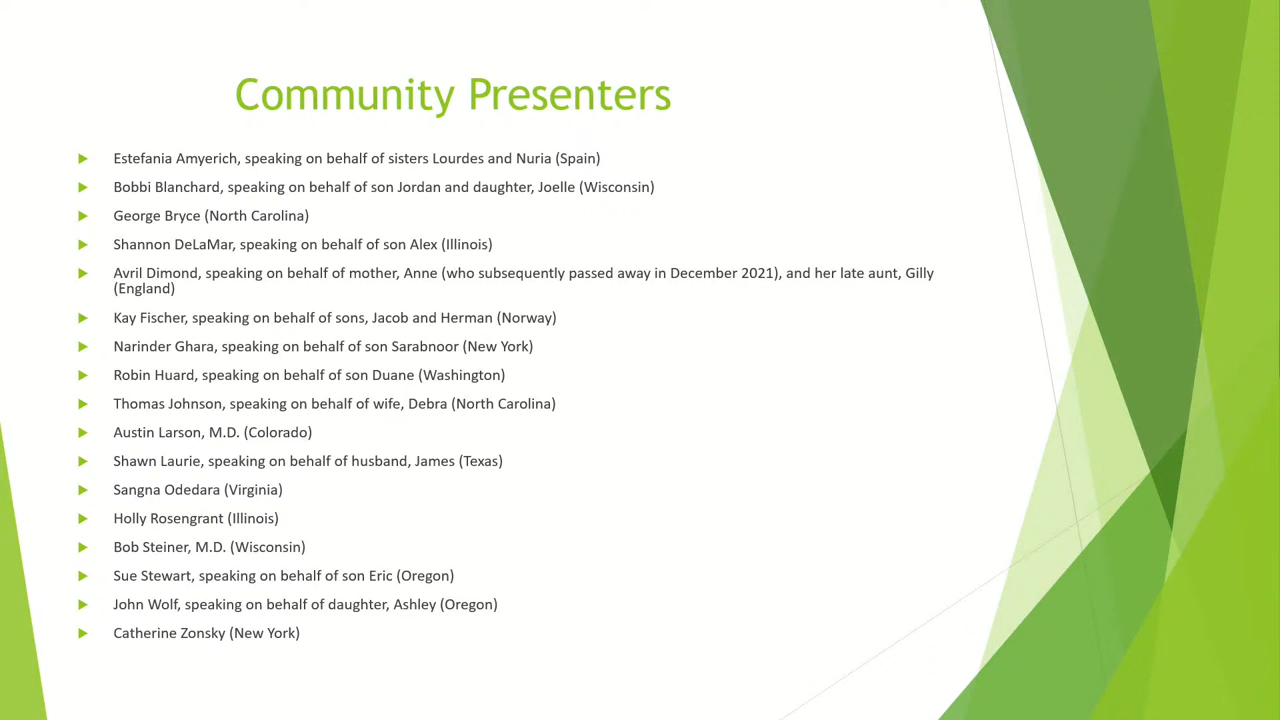 Community Presenters
Estefania Amyerich, speaking on behalf of sisters Lourdes and Nuria (Spain)
Bobbi Blanchard, speaking on behalf of son Jordan and daughter, Joelle (Wisconsin)
George Bryce (North Carolina)
Shannon DeLaMar, speaking on behalf of son Alex (Illinois)
Avril Dimond, speaking on behalf of mother, Anne (who subsequently passed away in December 2021), and her late aunt, Gilly
(England)
Kay Fischer, speaking on behalf of sons, Jacob and Herman (Norway)
Narinder Ghara, speaking on behalf of son Sarabnoor (New York)
Robin Huard, speaking on behalf of son Duane (Washington)
Thomas Johnson, speaking on behalf of wife, Debra (North Carolina)
Austin Larson, M.D. (Colorado)
Shawn Laurie, speaking on behalf of husband, James (Texas)
Sangna Odedara (Virginia)
Holly Rosengrant (Illinois)
Bob Steiner, M.D. (Wisconsin)
Sue Stewart, speaking on behalf of son Eric (Oregon)
John Wolf, speaking on behalf of daughter, Ashley (Oregon)
Catherine Zonsky (New York)